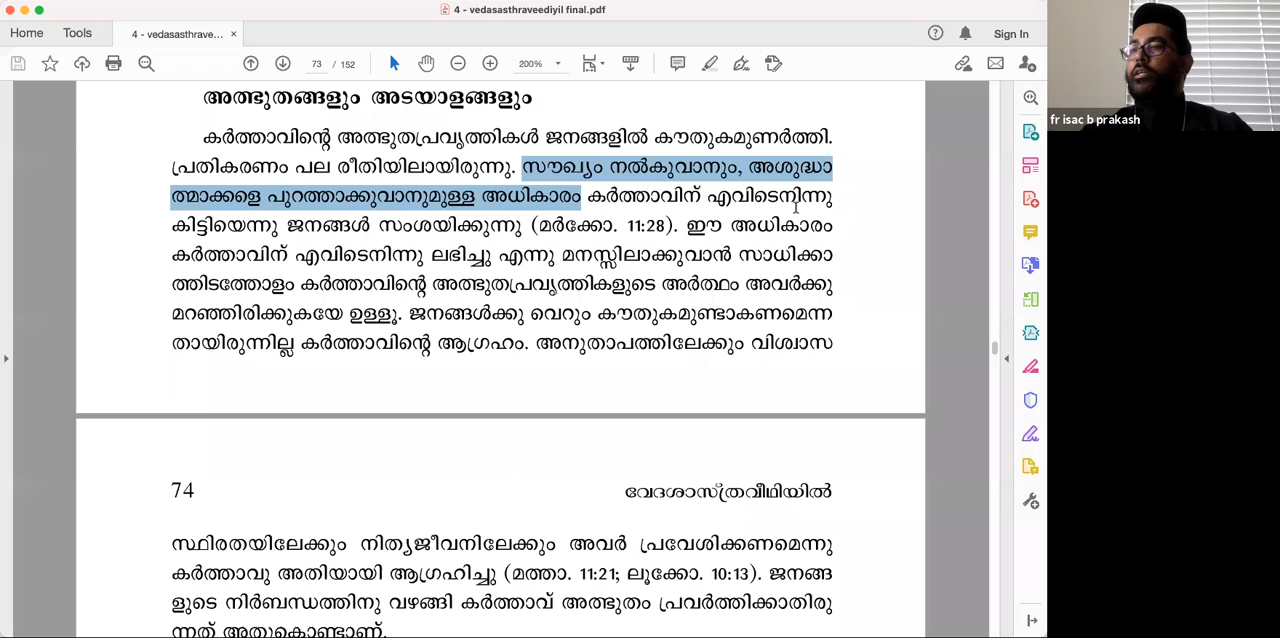 4 - vedasasthraveediyil final.pdf
Home Tools 4 - vedasasthrave... × Sign In
73 / 152 200%
fr isac b prakash
അത്ഭുതങ്ങളും അടയാളങ്ങളും
കർത്താവിന്റെ അത്ഭുതപ്രവൃത്തികൾ ജനങ്ങളിൽ കൗതുകമുണർത്തി.
പ്രതികരണം പല രീതിയിലായിരുന്നു. സൗഖ്യം നൽകുവാനും, അശുദ്ധാ
ത്മാക്കളെ പുറത്താക്കുവാനുമുള്ള അധികാരം കർത്താവിന് എവിടെനിന്നു
കിട്ടിയെന്നു ജനങ്ങൾ സംശയിക്കുന്നു (മർക്കോ. 11:28). ഈ അധികാരം
കർത്താവിന് എവിടെനിന്നു ലഭിച്ചു എന്നു മനസ്സിലാക്കുവാൻ സാധിക്കാ
ത്തിടത്തോളം കർത്താവിന്റെ അത്ഭുതപ്രവൃത്തികളുടെ അർത്ഥം അവർക്കു
മറഞ്ഞിരിക്കുകയേ ഉള്ളൂ. ജനങ്ങൾക്കു വെറും കൗതുകമുണ്ടാകണമെന്ന
തായിരുന്നില്ല കർത്താവിന്റെ ആഗ്രഹം. അനുതാപത്തിലേക്കും വിശ്വാസ
74 വേദശാസ്ത്രവീഥിയിൽ
സ്ഥിരതയിലേക്കും നിത്യജീവനിലേക്കും അവർ പ്രവേശിക്കണമെന്നു
കർത്താവു അതിയായി ആഗ്രഹിച്ചു (മത്താ. 11:21; ലൂക്കോ. 10:13). ജനങ്ങ
ളുടെ നിർബന്ധത്തിനു വഴങ്ങി കർത്താവ് അത്ഭുതം പ്രവർത്തിക്കാതിരു
ന്നത് അതുകൊണ്ടാണ്.